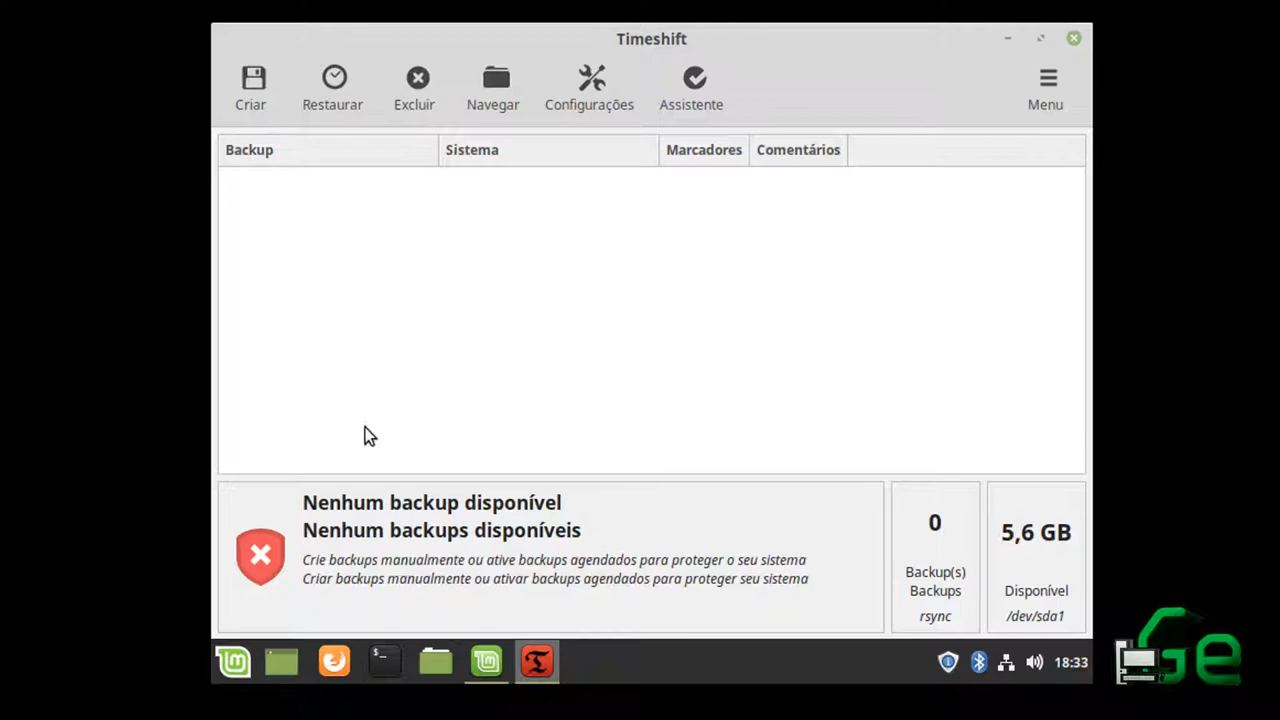 Timeshift
Criar Restaurar Excluir Navegar Configurações Assistente Menu
Backup Sistema Marcadores Comentários
Nenhum backup disponível
Nenhum backups disponíveis
Crie backups manualmente ou ative backups agendados para proteger o seu sistema
Criar backups manualmente ou ativar backups agendados para proteger seu sistema
0
Backup(s)
Backups
rsync
5,6 GB
Disponível
/dev/sda1
18:33
Ge